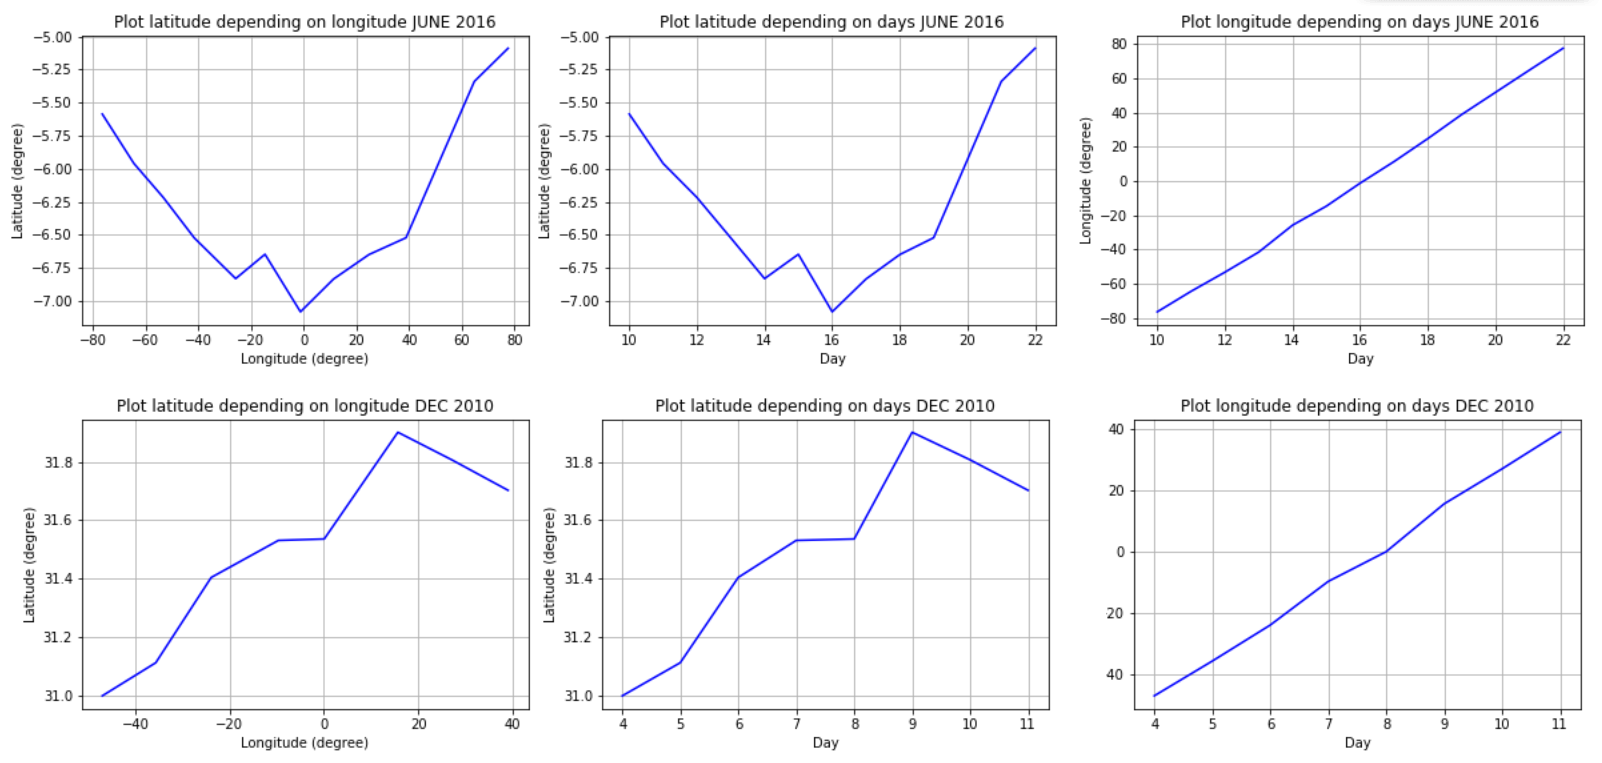 Plot latitude depending on longitude JUNE 2016
−5.00
−5.25
−5.50
−5.75
−6.00
−6.25
−6.50
−6.75
−7.00
Latitude (degree)
−80 −60 −40 −20 0 20 40 60 80
Longitude (degree)
Plot latitude depending on days JUNE 2016
−5.00
−5.25
−5.50
−5.75
−6.00
−6.25
−6.50
−6.75
−7.00
Latitude (degree)
10 12 14 16 18 20 22
Day
Plot longitude depending on days JUNE 2016
80
60
40
20
0
−20
−40
−60
−80
Longitude (degree)
10 12 14 16 18 20 22
Day
Plot latitude depending on longitude DEC 2010
31.8
31.6
31.4
31.2
31.0
Latitude (degree)
−40 −20 0 20 40
Longitude (degree)
Plot latitude depending on days DEC 2010
31.8
31.6
31.4
31.2
31.0
Latitude (degree)
4 5 6 7 8 9 10 11
Day
Plot longitude depending on days DEC 2010
40
20
0
20
40
4 5 6 7 8 9 10 11
Day